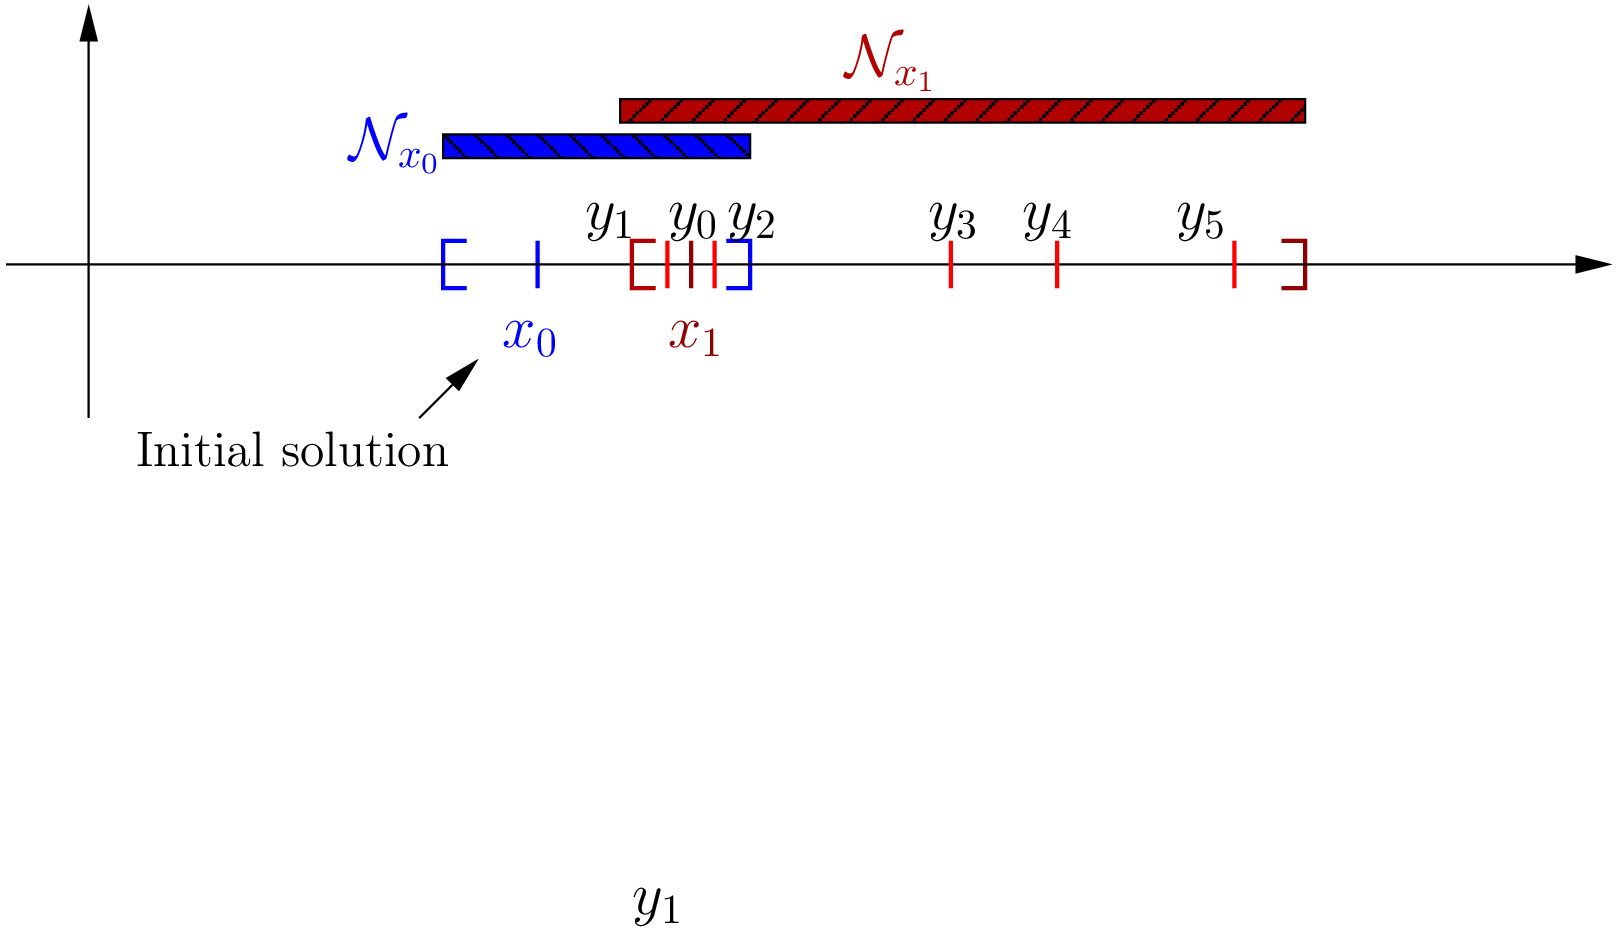 𝒩x₁
𝒩x₀
y₁ y₀ y₂ y₃ y₄ y₅
x₀ x₁
Initial solution
y₁